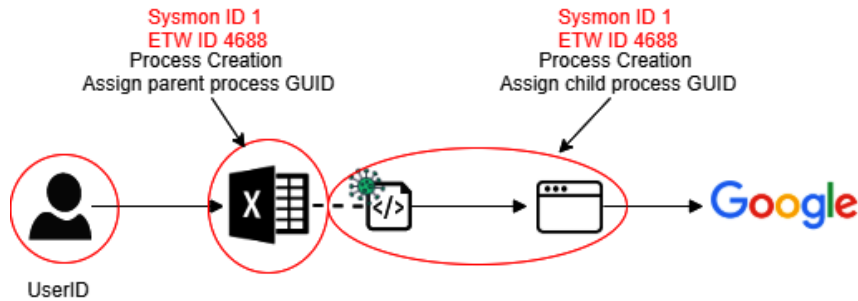 Sysmon ID 1
ETW ID 4688
Process Creation
Assign parent process GUID
Sysmon ID 1
ETW ID 4688
Process Creation
Assign child process GUID
X
</>
Google
UserID